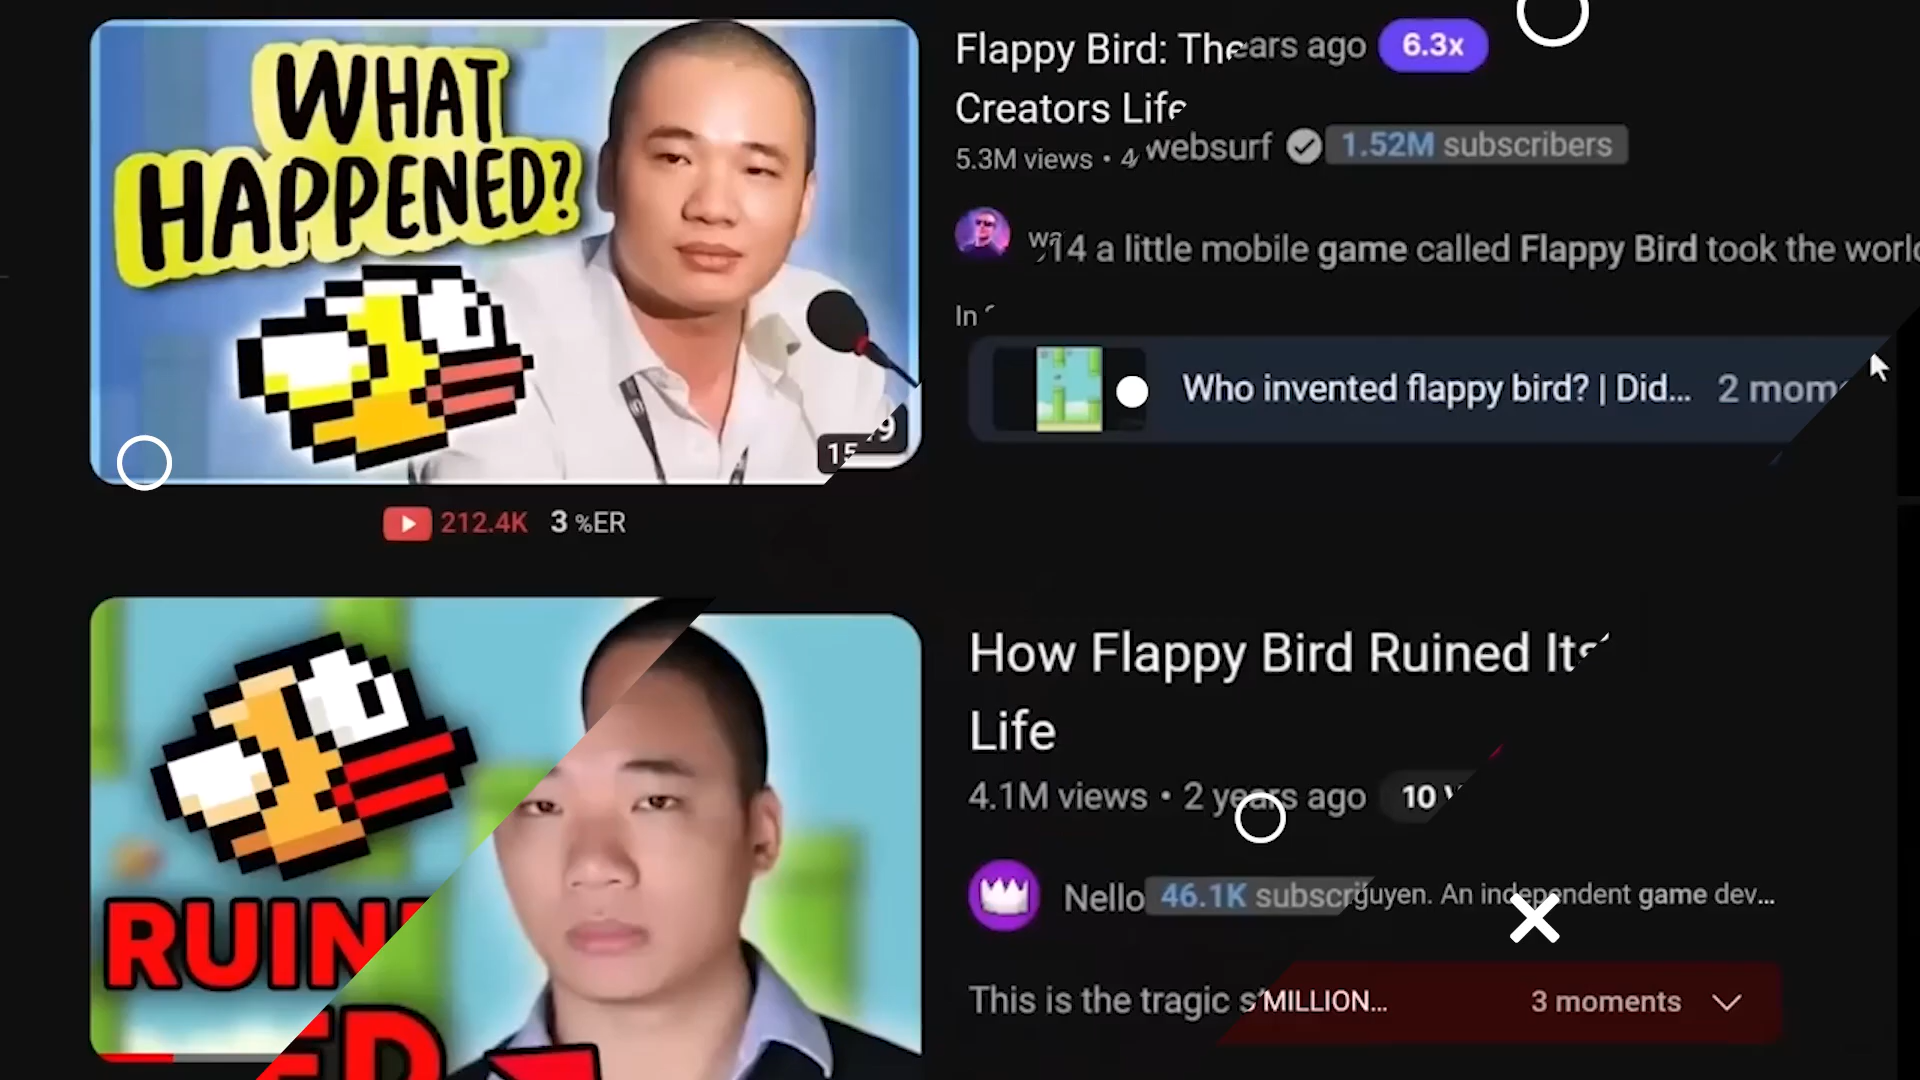 WHAT
HAPPENED?
15
9
212.4K 3 %ER
Flappy Bird: The
ears ago 6.3x
Creators Life
5.3M views • 4
websurf 1.52M subscribers
14 a little mobile game called Flappy Bird took the world
In
Who invented flappy bird? | Did... 2 mom
RUIN
ED
How Flappy Bird Ruined Its
Life
4.1M views • 2 years ago 10
Nello 46.1K subscr
guyen. An independent game dev...
This is the tragic s
MILLION...
3 moments